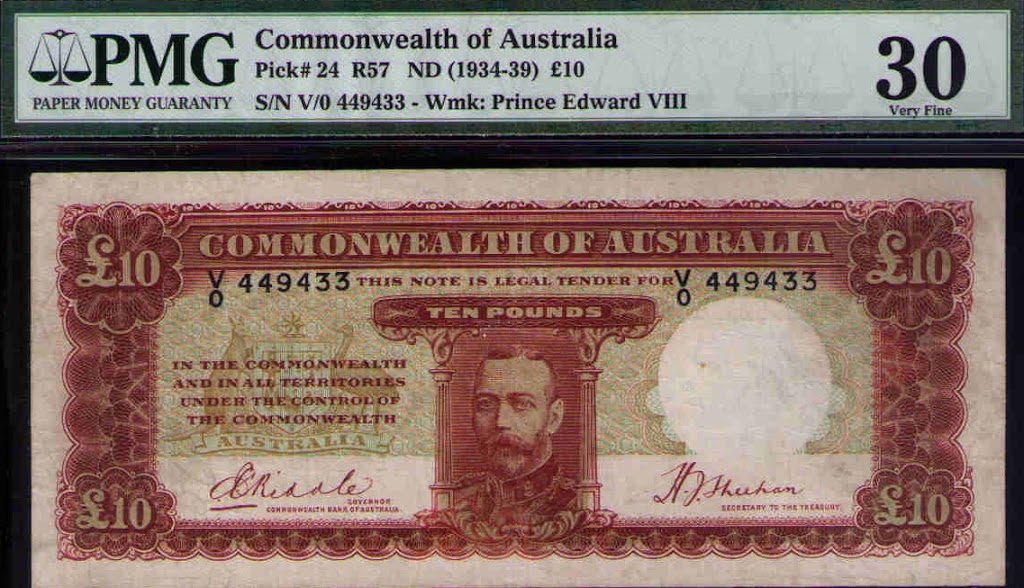 PMG
PAPER MONEY GUARANTY
Commonwealth of Australia
Pick# 24 R57 ND (1934-39) £10
S/N V/0 449433 - Wmk: Prince Edward VIII
30
Very Fine
£10
COMMONWEALTH OF AUSTRALIA
£10
V/0 449433 THIS NOTE IS LEGAL TENDER FOR V/0 449433
TEN POUNDS
IN THE COMMONWEALTH
AND IN ALL TERRITORIES
UNDER THE CONTROL OF
THE COMMONWEALTH
AUSTRALIA
£10
Riddle
GOVERNOR
COMMONWEALTH BANK OF AUSTRALIA
Sheehan
SECRETARY TO THE TREASURY.
£10